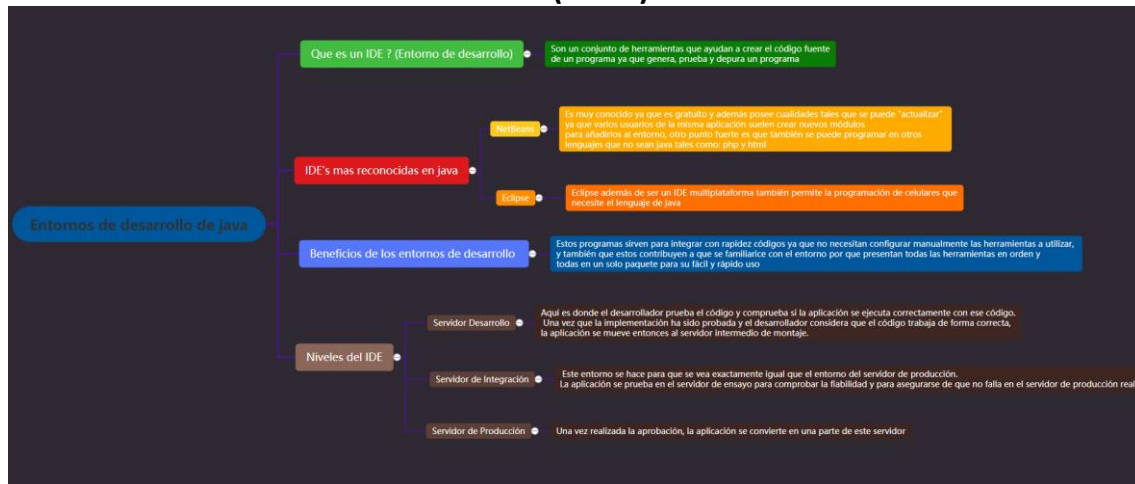 Que es un IDE ? (Entorno de desarrollo)
Son un conjunto de herramientas que ayudan a crear el código fuente
de un programa ya que genera, prueba y depura un programa
Es muy conocido ya que es gratuito y además posee cualidades tales que se puede "actualizar"
ya que varios usuarios de la misma aplicación suelen crear nuevos módulos
para añadirlos al entorno, otro punto fuerte es que también se puede programar en otros
lenguajes que no sean java tales como: php y html
NetBeans
IDE's mas reconocidas en java
Eclipse
Eclipse además de ser un IDE multiplataforma también permite la programación de celulares que
necesite el lenguaje de java
Entornos de desarrollo de java
Beneficios de los entornos de desarrollo
Estos programas sirven para integrar con rapidez códigos ya que no necesitan configurar manualmente las herramientas a utilizar,
y también que estos contribuyen a que se familiarice con el entorno por que presentan todas las herramientas en orden y
todas en un solo paquete para su fácil y rápido uso
Niveles del IDE
Servidor Desarrollo
Aquí es donde el desarrollador prueba el código y comprueba si la aplicación se ejecuta correctamente con ese código.
Una vez que la implementación ha sido probada y el desarrollador considera que el código trabaja de forma correcta,
la aplicación se mueve entonces al servidor intermedio de montaje.
Servidor de Integración
Este entorno se hace para que se vea exactamente igual que el entorno del servidor de producción.
La aplicación se prueba en el servidor de ensayo para comprobar la fiabilidad y para asegurarse de que no falla en el servidor de producción real
Servidor de Producción
Una vez realizada la aprobación, la aplicación se convierte en una parte de este servidor